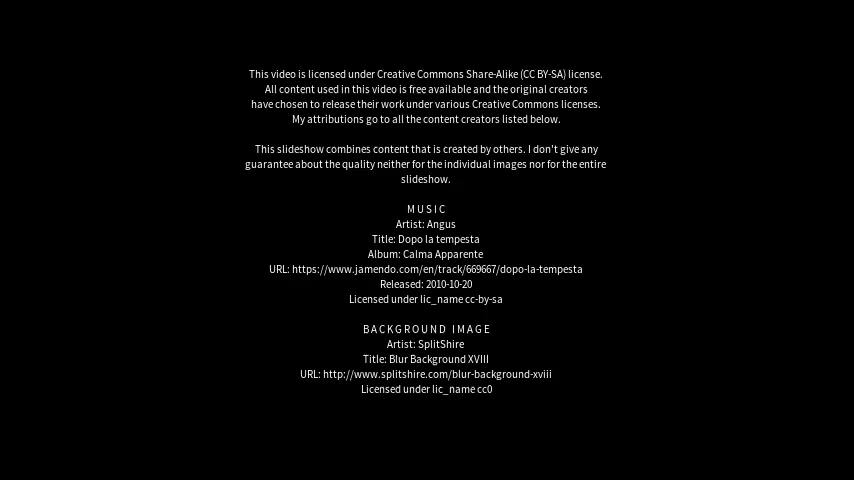 This video is licensed under Creative Commons Share-Alike (CC BY-SA) license.
All content used in this video is free available and the original creators
have chosen to release their work under various Creative Commons licenses.
My attributions go to all the content creators listed below.
This slideshow combines content that is created by others. I don't give any
guarantee about the quality neither for the individual images nor for the entire
slideshow.
MUSIC
Artist: Angus
Title: Dopo la tempesta
Album: Calma Apparente
URL: https://www.jamendo.com/en/track/669667/dopo-la-tempesta
Released: 2010-10-20
Licensed under lic_name cc-by-sa
BACKGROUND IMAGE
Artist: SplitShire
Title: Blur Background XVIII
URL: http://www.splitshire.com/blur-background-xviii
Licensed under lic_name cc0